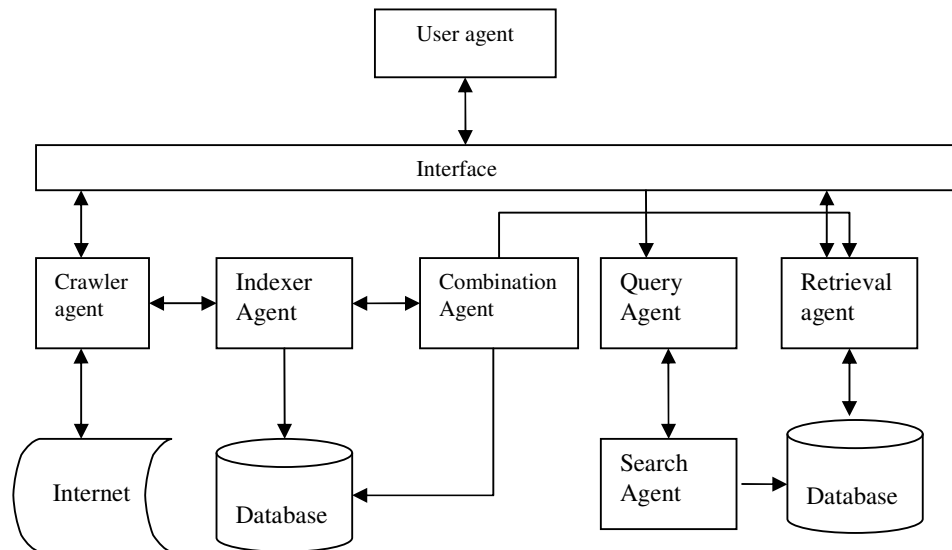 User agent
Interface
Crawler
agent
Indexer
Agent
Combination
Agent
Query
Agent
Retrieval
agent
Internet
Database
Search
Agent
Database